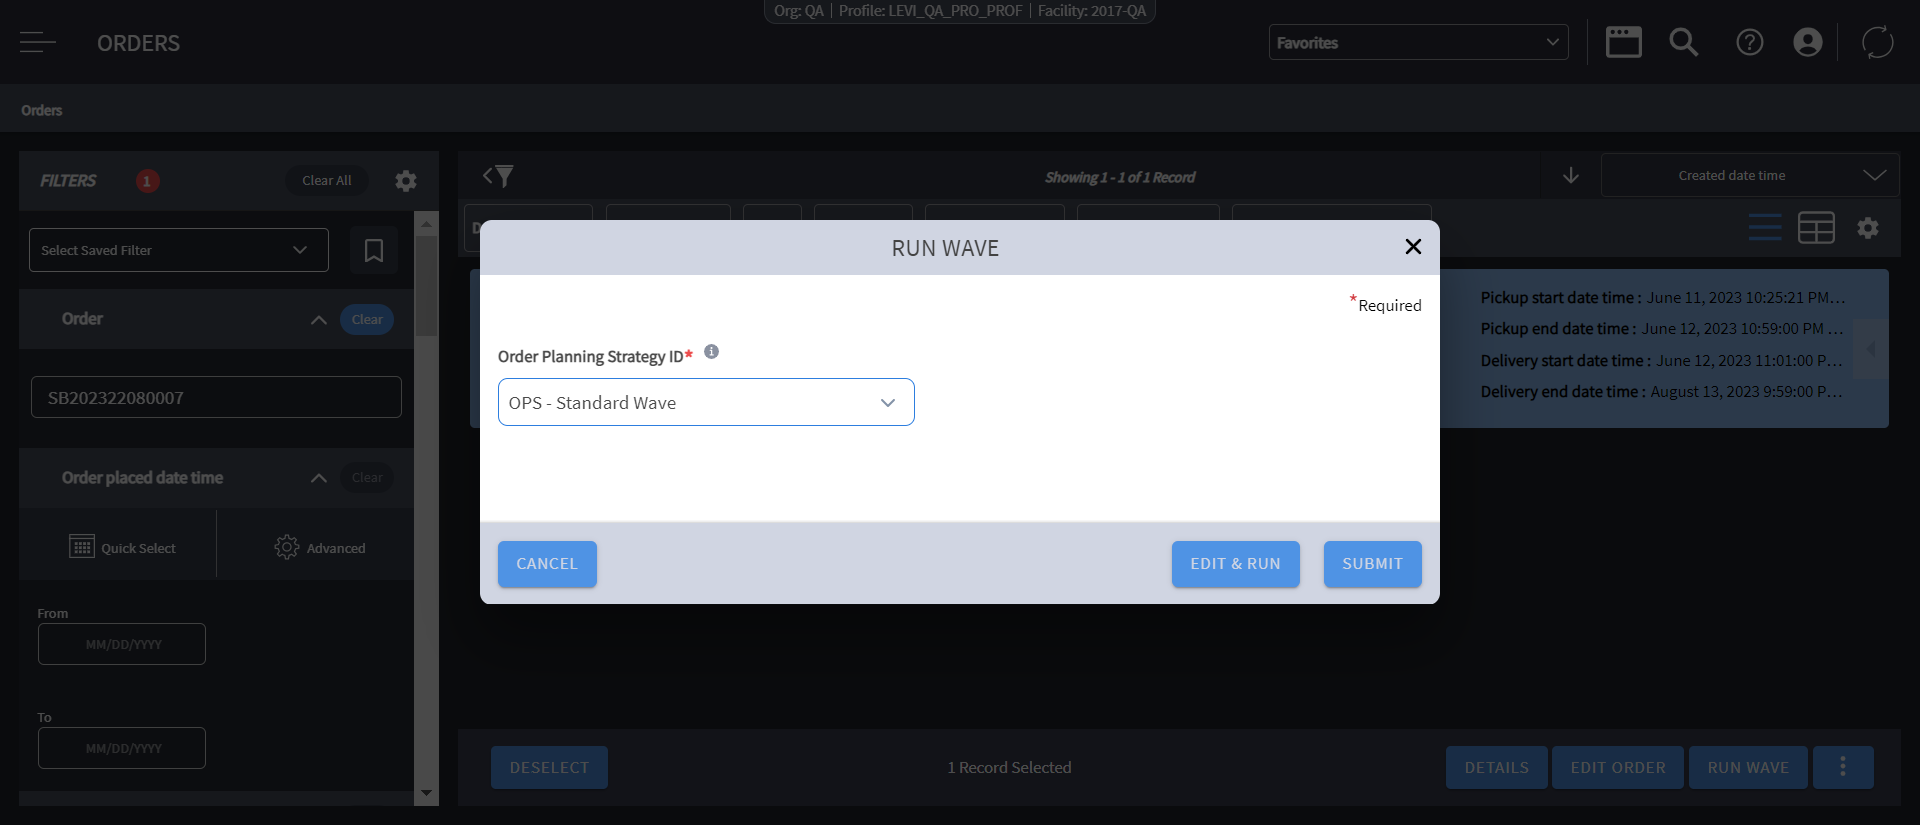 Org: QA | Profile: LEVI_QA_PRO_PROF | Facility: 2017-QA
ORDERS
Favorites
Orders
FILTERS
1
Clear All
Showing 1 - 1 of 1 Record
Created date time
Select Saved Filter
Order
Clear
SB202322080007
Order placed date time
Clear
Quick Select
Advanced
From
MM/DD/YYYY
To
MM/DD/YYYY
RUN WAVE
*Required
Order Planning Strategy ID*
OPS - Standard Wave
CANCEL
EDIT & RUN
SUBMIT
Pickup start date time : June 11, 2023 10:25:21 PM...
Pickup end date time : June 12, 2023 10:59:00 PM ...
Delivery start date time : June 12, 2023 11:01:00 P...
Delivery end date time : August 13, 2023 9:59:00 P...
DESELECT
1 Record Selected
DETAILS
EDIT ORDER
RUN WAVE